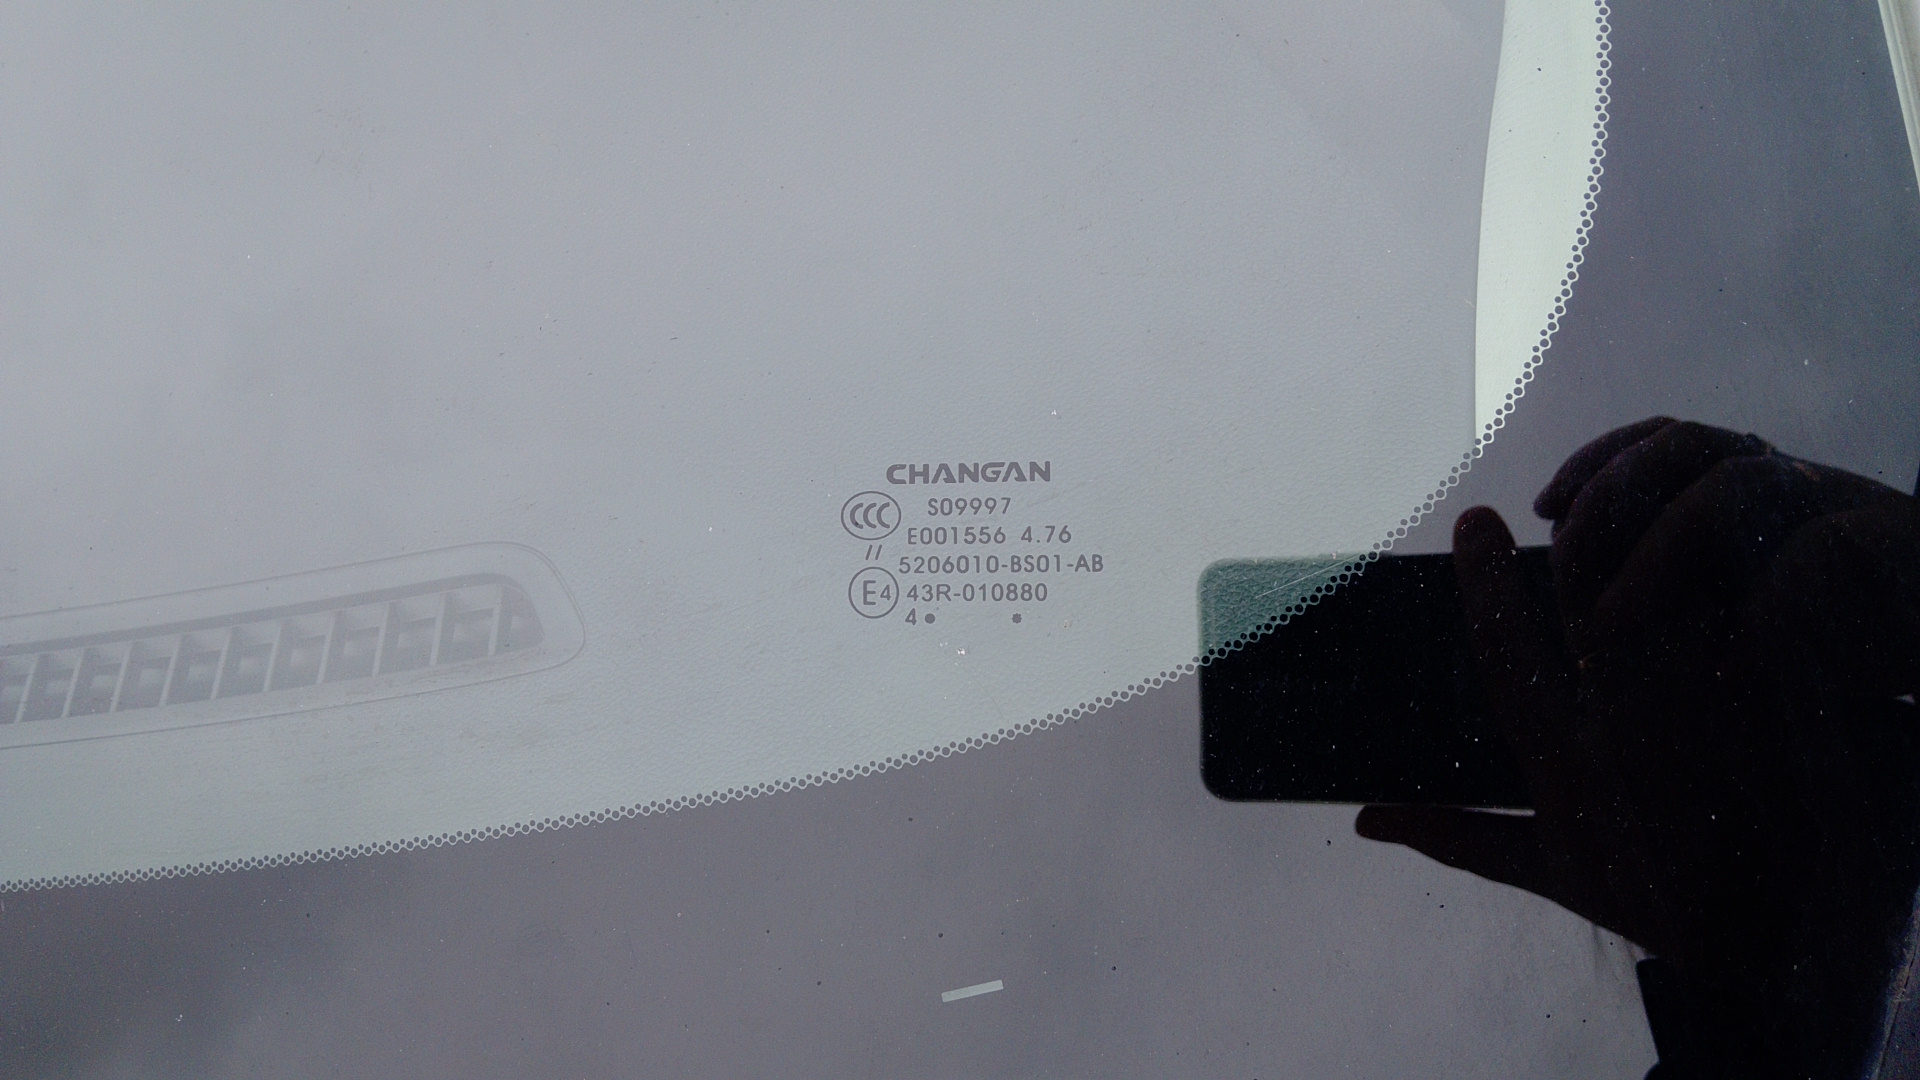 CHANGAN
CCC S09997
E001556 4.76
//
5206010-BS01-AB
E4 43R-010880
4